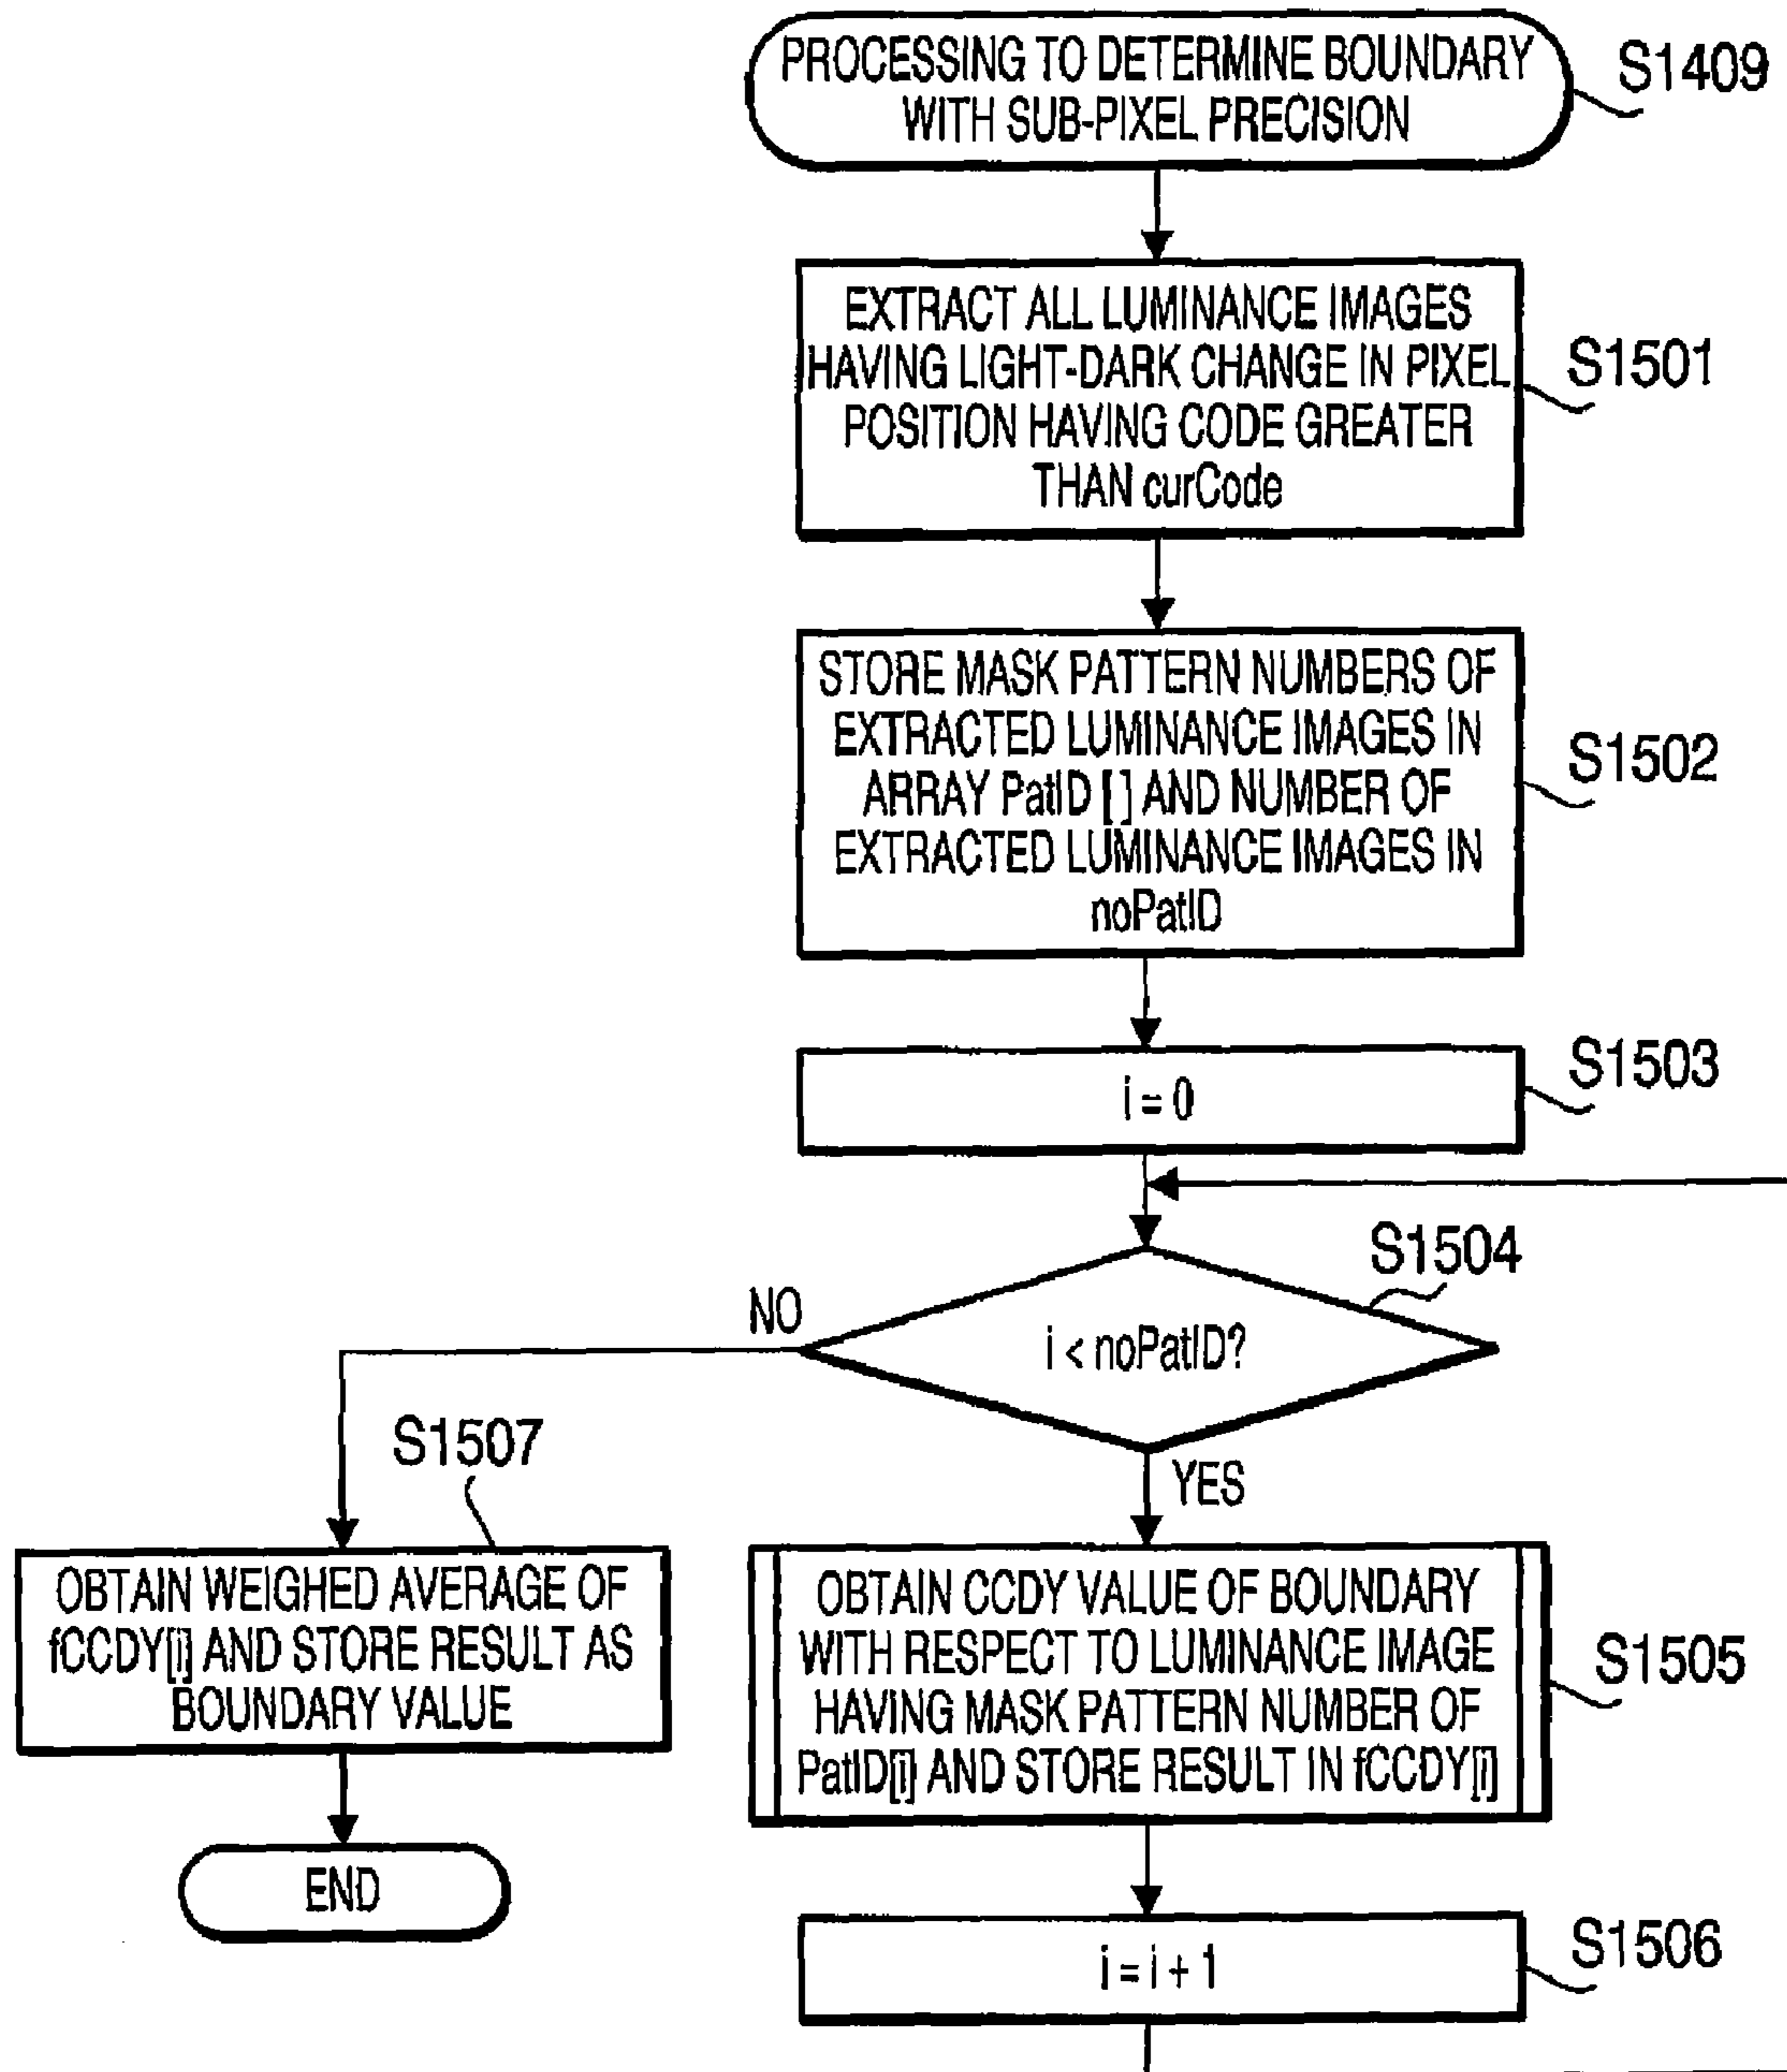 PROCESSING TO DETERMINE BOUNDARY
WITH SUB-PIXEL PRECISION
S1409
EXTRACT ALL LUMINANCE IMAGES
HAVING LIGHT-DARK CHANGE IN PIXEL
POSITION HAVING CODE GREATER
THAN curCode
S1501
STORE MASK PATTERN NUMBERS OF
EXTRACTED LUMINANCE IMAGES IN
ARRAY PatID [ ] AND NUMBER OF
EXTRACTED LUMINANCE IMAGES IN
noPatID
S1502
i = 0
S1503
i < noPatID?
S1504
NO
YES
OBTAIN WEIGHED AVERAGE OF
fCCDY[i] AND STORE RESULT AS
BOUNDARY VALUE
S1507
END
OBTAIN CCDY VALUE OF BOUNDARY
WITH RESPECT TO LUMINANCE IMAGE
HAVING MASK PATTERN NUMBER OF
PatID[i] AND STORE RESULT IN fCCDY[i]
S1505
i = i + 1
S1506